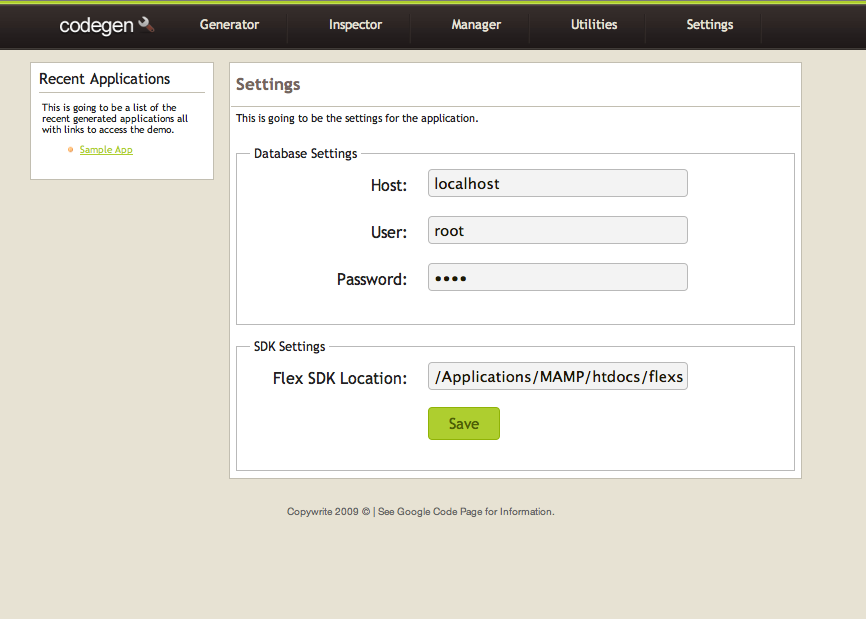 codegen
Generator
Inspector
Manager
Utilities
Settings
Recent Applications
This is going to be a list of the
recent generated applications all
with links to access the demo.
Sample App
Settings
This is going to be the settings for the application.
Database Settings
Host: localhost
User: root
Password: ••••
SDK Settings
Flex SDK Location: /Applications/MAMP/htdocs/flexs
Save
Copywrite 2009 © | See Google Code Page for Information.